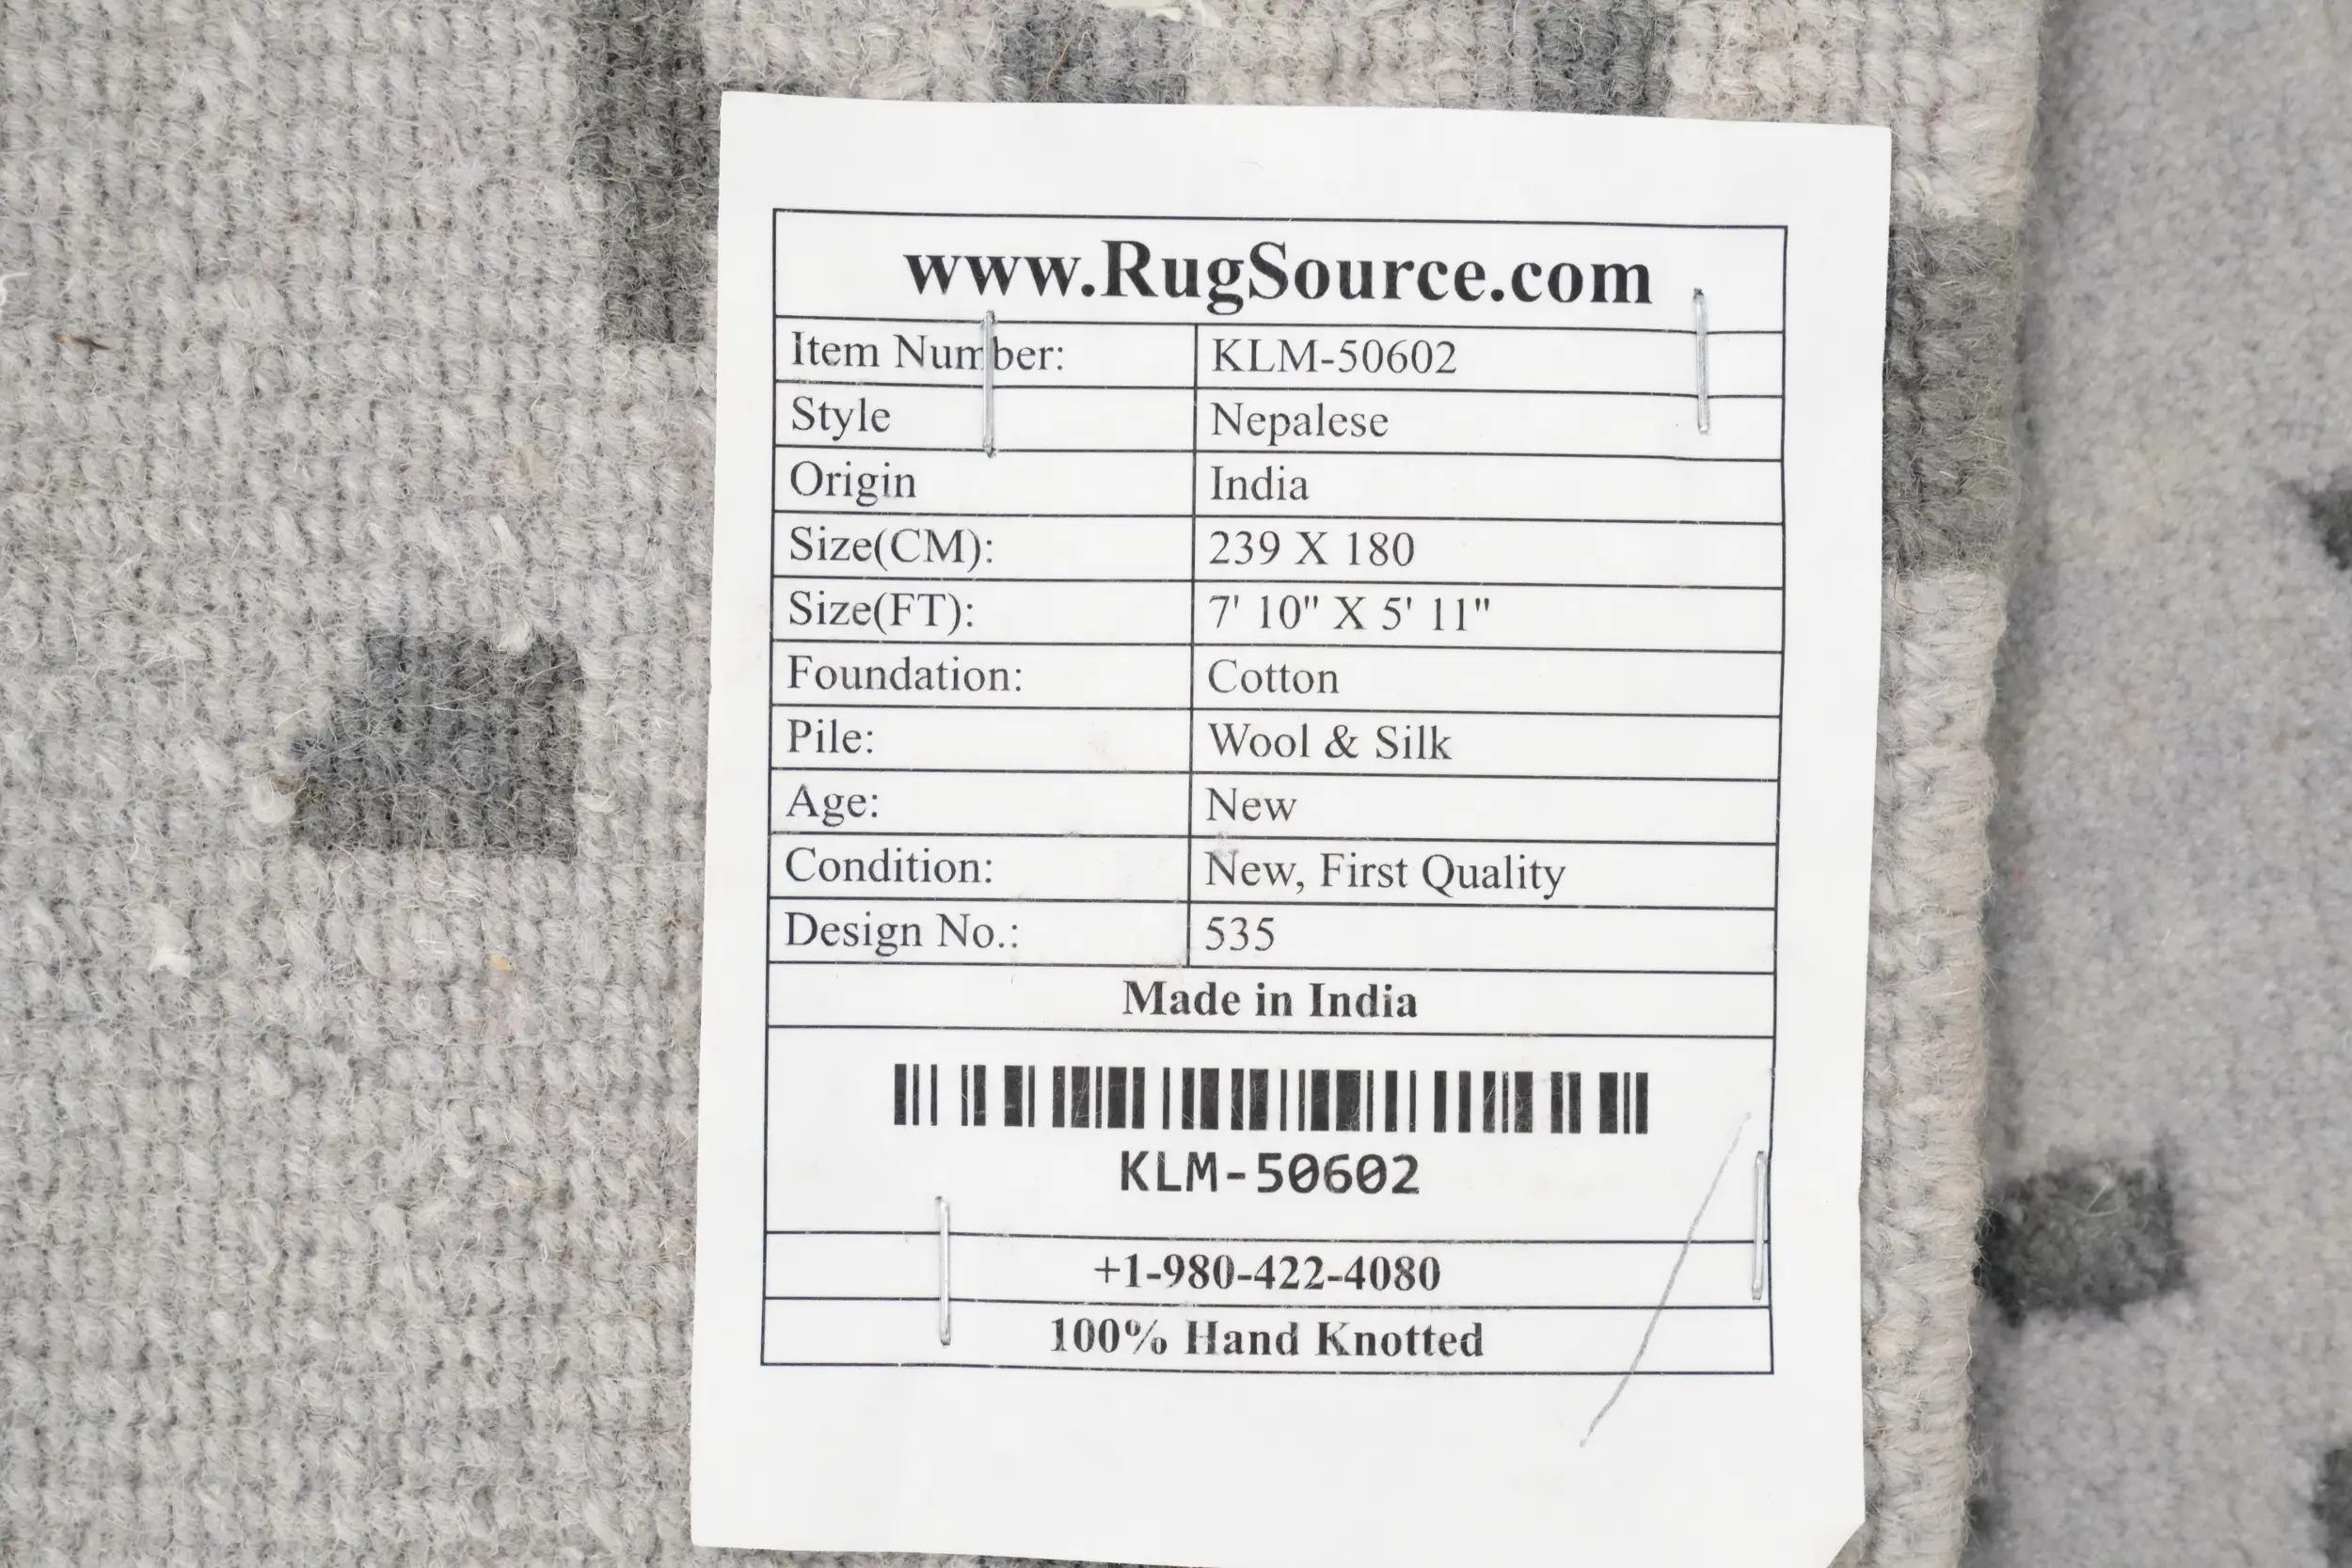 www.RugSource.com
Item Number: KLM-50602
Style Nepalese
Origin India
Size(CM): 239 X 180
Size(FT): 7' 10" X 5' 11"
Foundation: Cotton
Pile: Wool & Silk
Age: New
Condition: New, First Quality
Design No.: 535
Made in India
KLM-50602
+1-980-422-4080
100% Hand Knotted